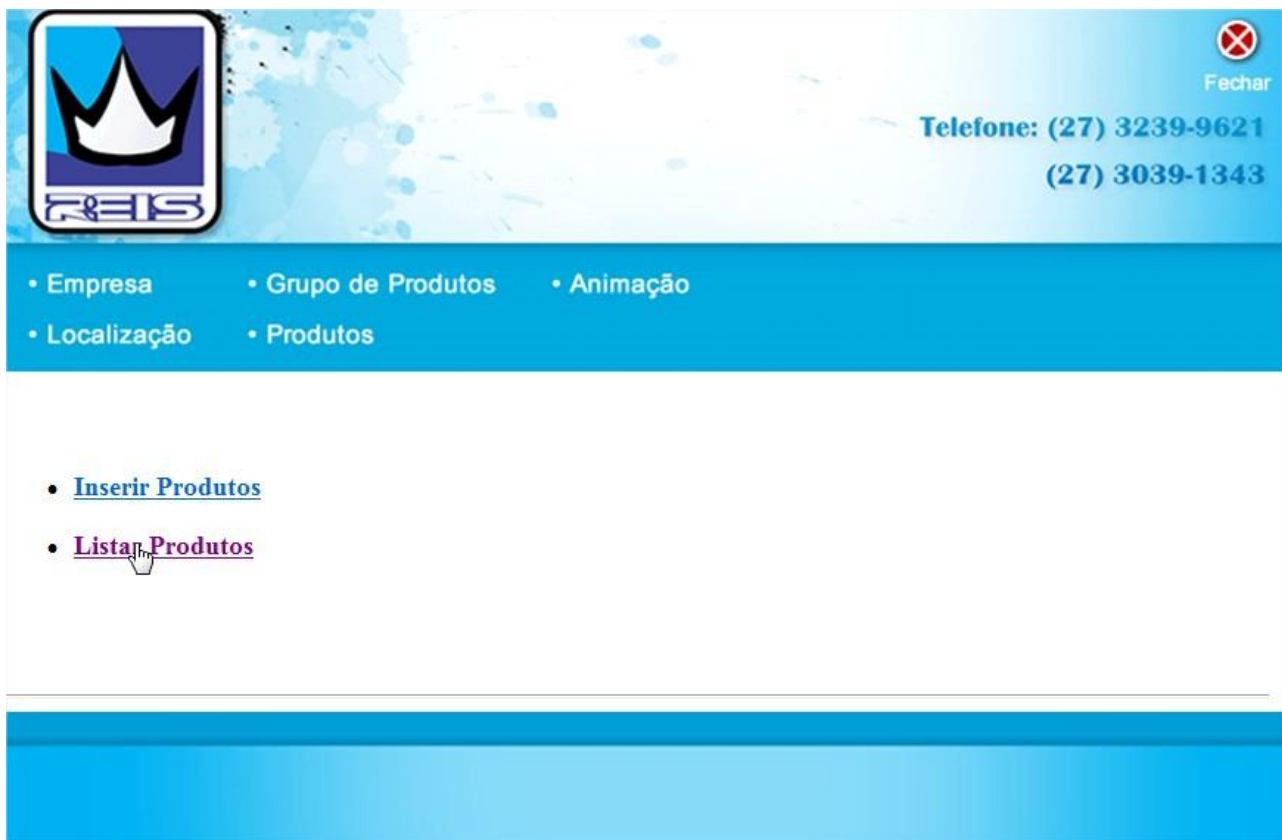 REIS
Fechar
Telefone: (27) 3239-9621
(27) 3039-1343
• Empresa • Grupo de Produtos • Animação
• Localização • Produtos
• Inserir Produtos
• Listar Produtos